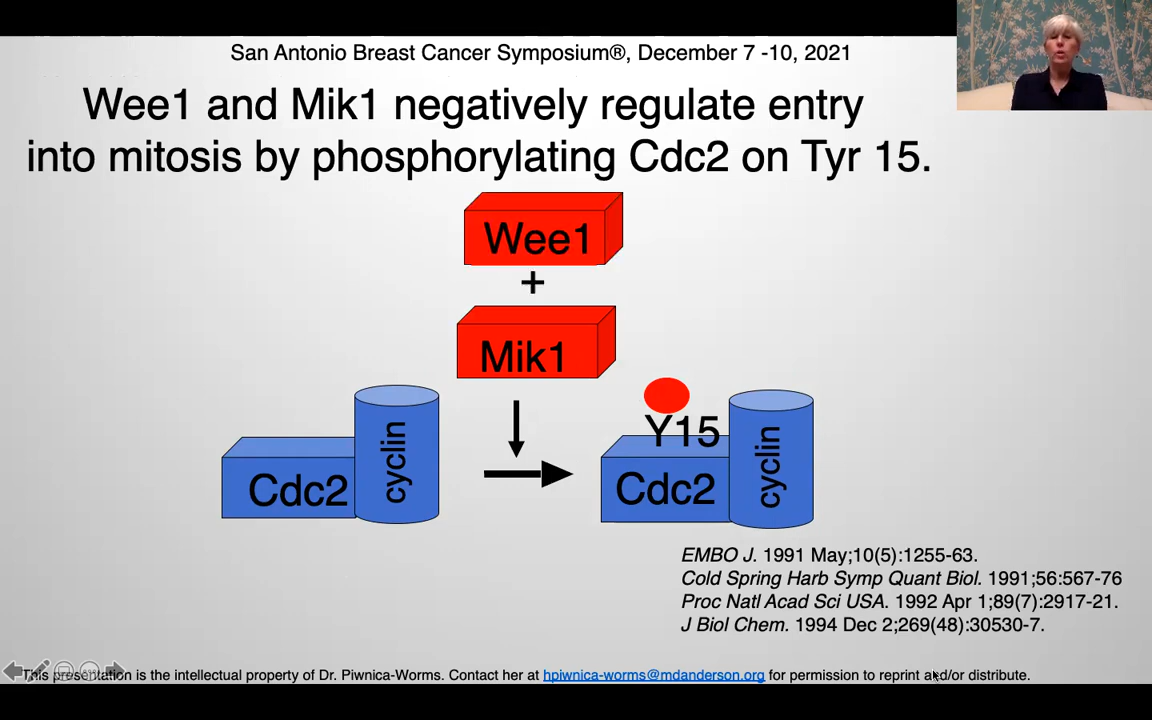 San Antonio Breast Cancer Symposium®, December 7 -10, 2021
Wee1 and Mik1 negatively regulate entry
into mitosis by phosphorylating Cdc2 on Tyr 15.
Wee1
+
Mik1
Y15
Cdc2
cyclin
Cdc2
cyclin
EMBO J. 1991 May;10(5):1255-63.
Cold Spring Harb Symp Quant Biol. 1991;56:567-76
Proc Natl Acad Sci USA. 1992 Apr 1;89(7):2917-21.
J Biol Chem. 1994 Dec 2;269(48):30530-7.
This presentation is the intellectual property of Dr. Piwnica-Worms. Contact her at hpiwnica-worms@mdanderson.org for permission to reprint and/or distribute.